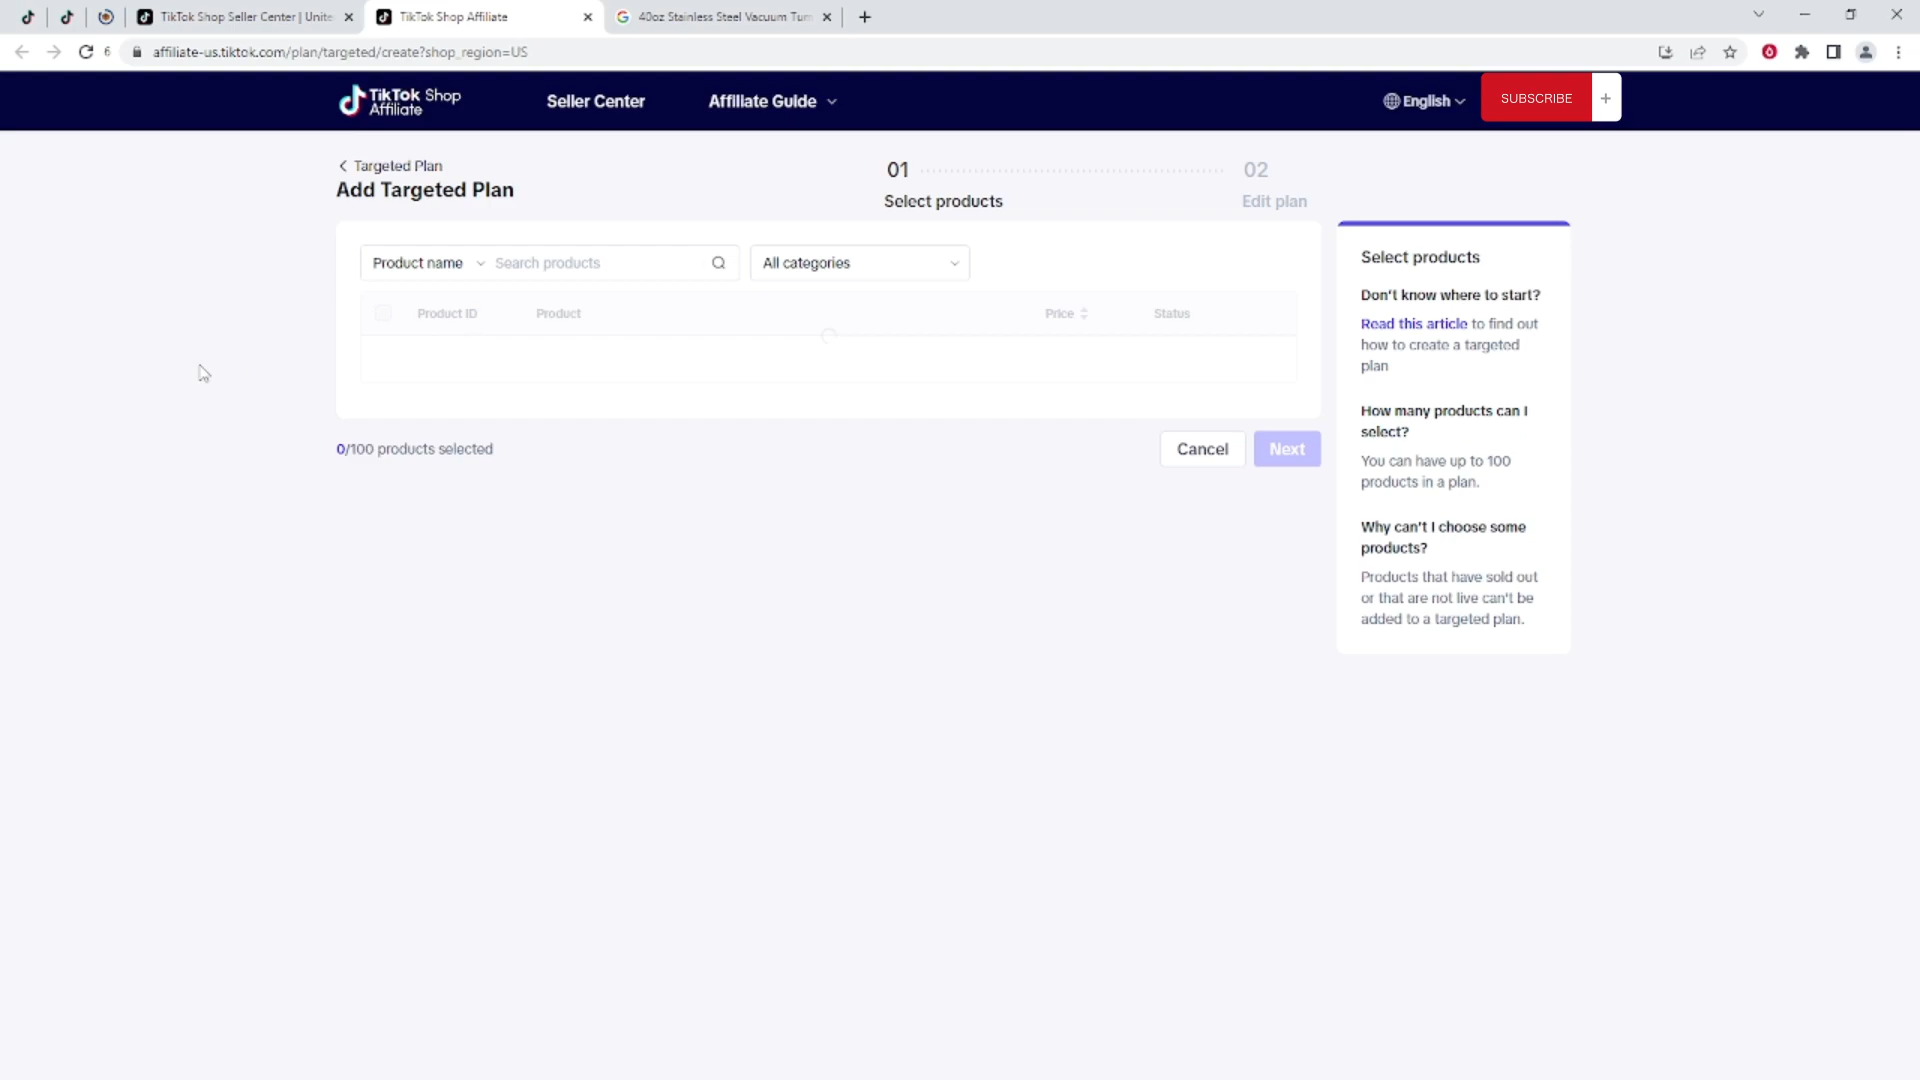 TikTok Shop Seller Center | Unite
TikTok Shop Affiliate
40oz Stainless Steel Vacuum Tum
6
affiliate-us.tiktok.com/plan/targeted/create?shop_region=US
TikTok Shop
Affiliate
Seller Center
Affiliate Guide
English
SUBSCRIBE
+
Targeted Plan
Add Targeted Plan
01
Select products
02
Edit plan
Product name
Search products
All categories
Product ID
Product
Price
Status
0/100 products selected
Cancel
Next
Select products
Don't know where to start?
Read this article to find out
how to create a targeted
plan
How many products can I
select?
You can have up to 100
products in a plan.
Why can't I choose some
products?
Products that have sold out
or that are not live can't be
added to a targeted plan.